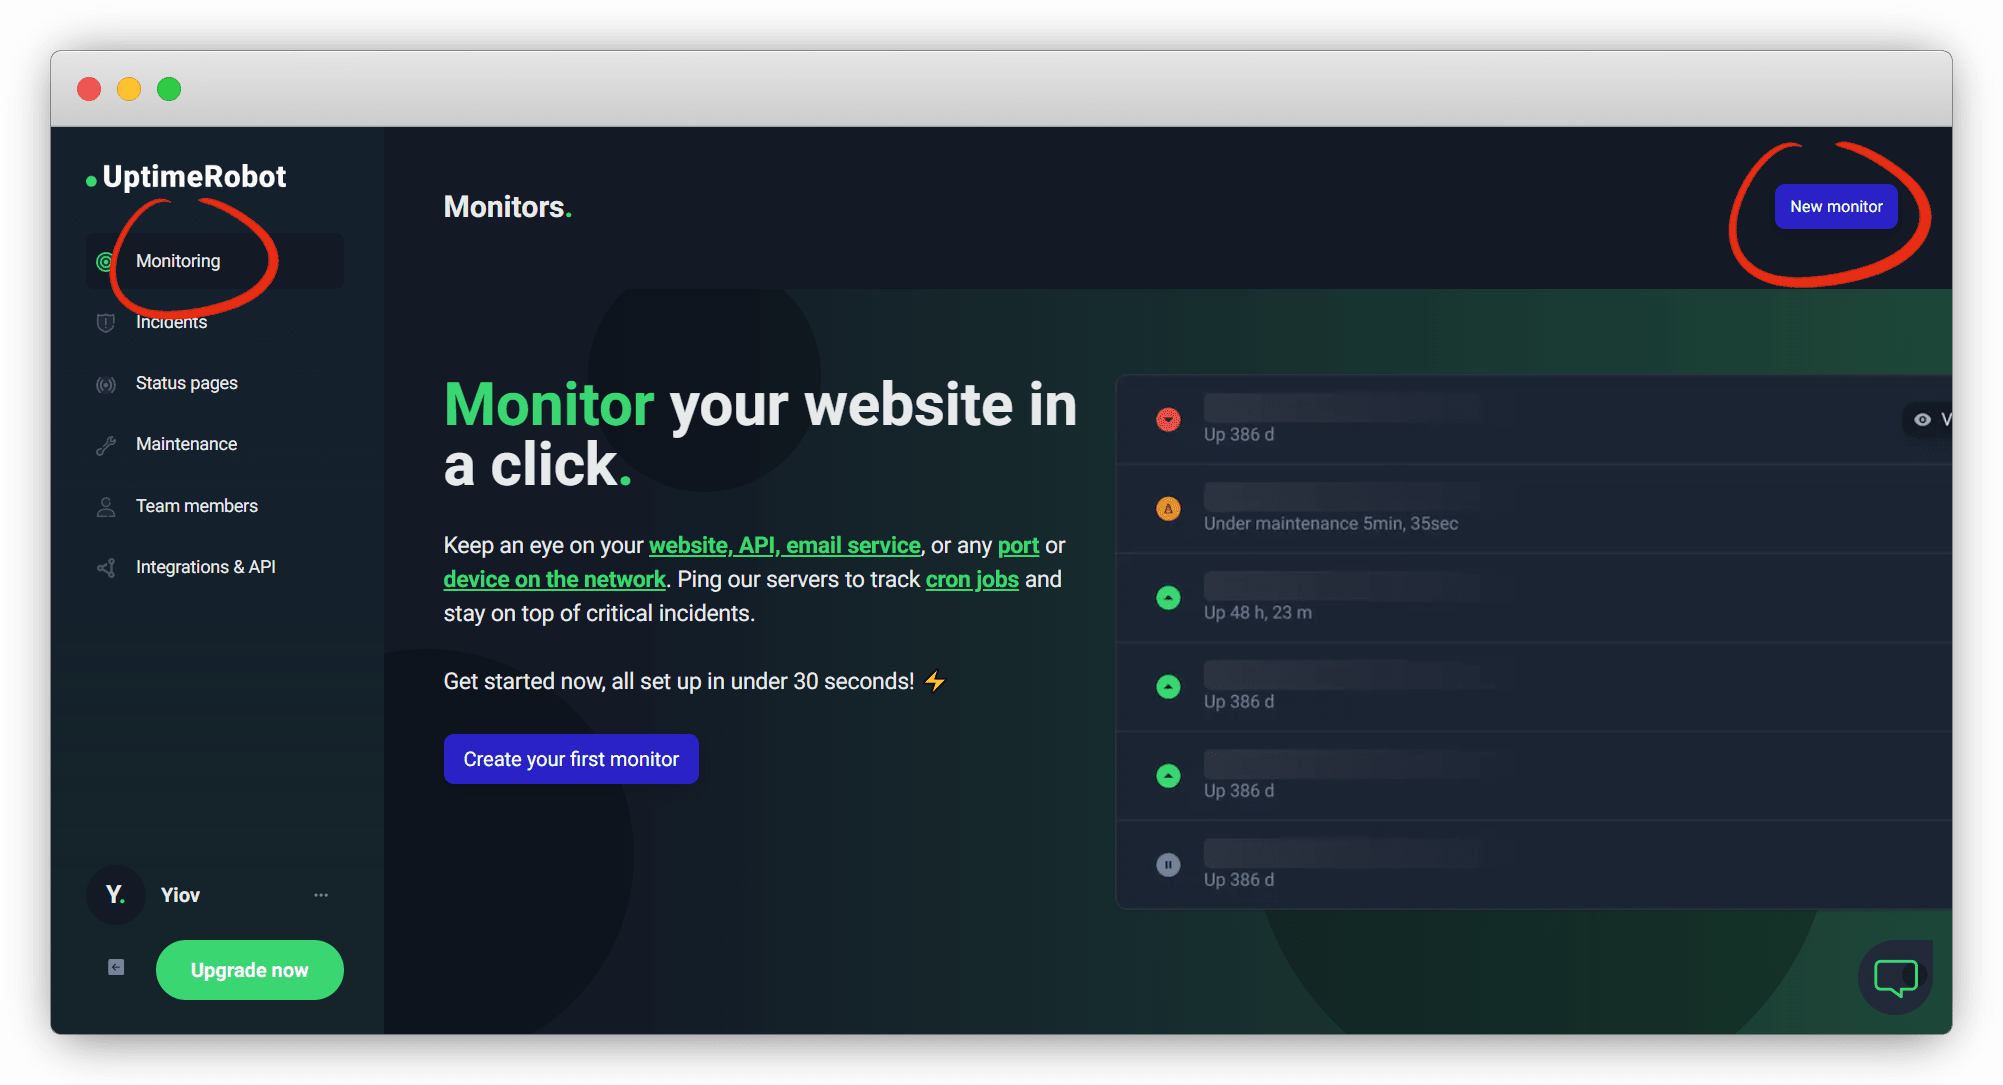 UptimeRobot
Monitoring
Incidents
Status pages
Maintenance
Team members
Integrations & API
Y.
Yiov
Upgrade now
Monitors.
New monitor
Monitor your website in
a click.
Keep an eye on your website, API, email service, or any port or
device on the network. Ping our servers to track cron jobs and
stay on top of critical incidents.
Get started now, all set up in under 30 seconds!
Create your first monitor
Up 386 d
V
Under maintenance 5min, 35sec
Up 48 h, 23 m
Up 386 d
Up 386 d
Up 386 d